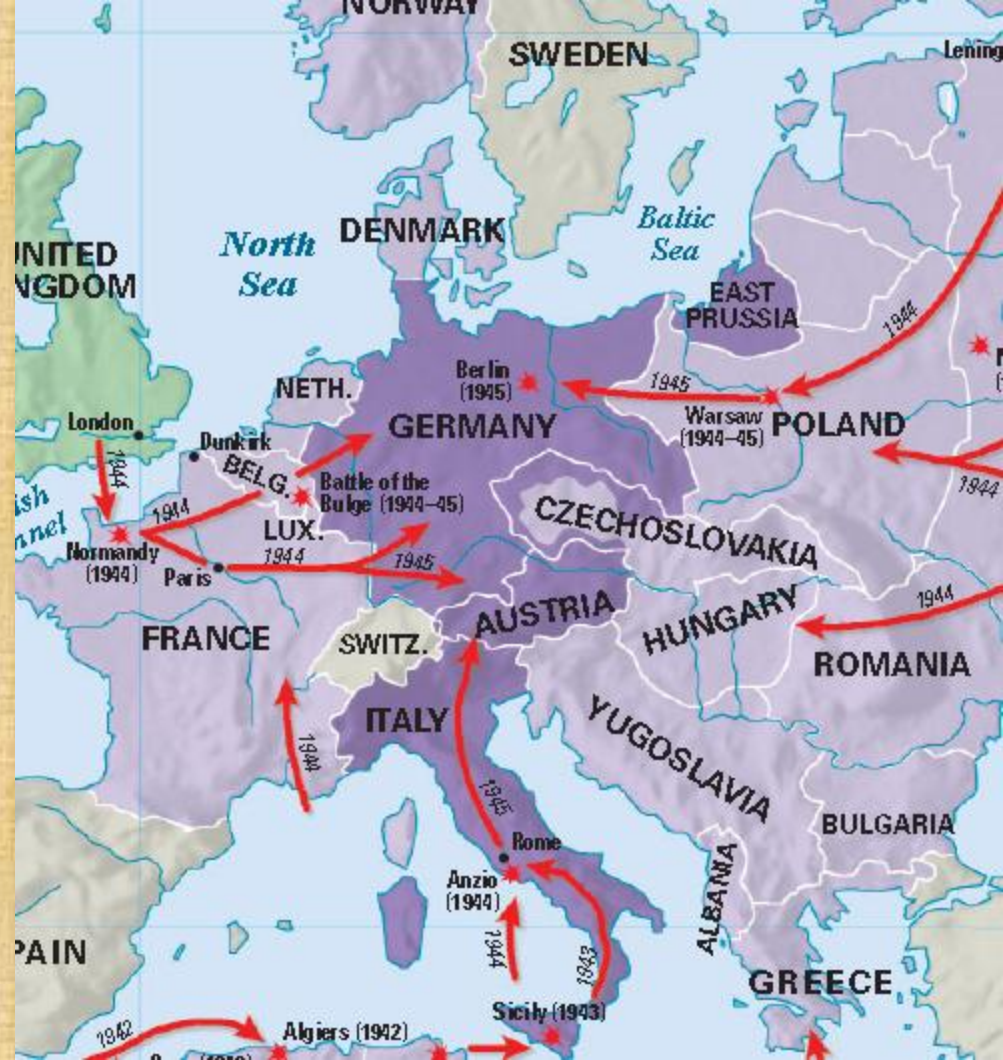 NORWAY
SWEDEN
Lening
UNITED
NGDOM
North
Sea
DENMARK
Baltic
Sea
EAST
PRUSSIA
1944
NETH.
Berlin
(1945)
1945
GERMANY
Warsaw
(1944–45)
POLAND
London
Dunkirk
1944
BELG.
Battle of the
Bulge (1944–45)
1944
ish
nnel
1944
LUX.
CZECHOSLOVAKIA
Normandy
(1944)
Paris
1944
1945
AUSTRIA
HUNGARY
1944
FRANCE
SWITZ.
ROMANIA
ITALY
YUGOSLAVIA
1944
1945
BULGARIA
Rome
Anzio
(1944)
ALBANIA
1944
1943
PAIN
GREECE
Sicily (1943)
1942
Algiers (1942)